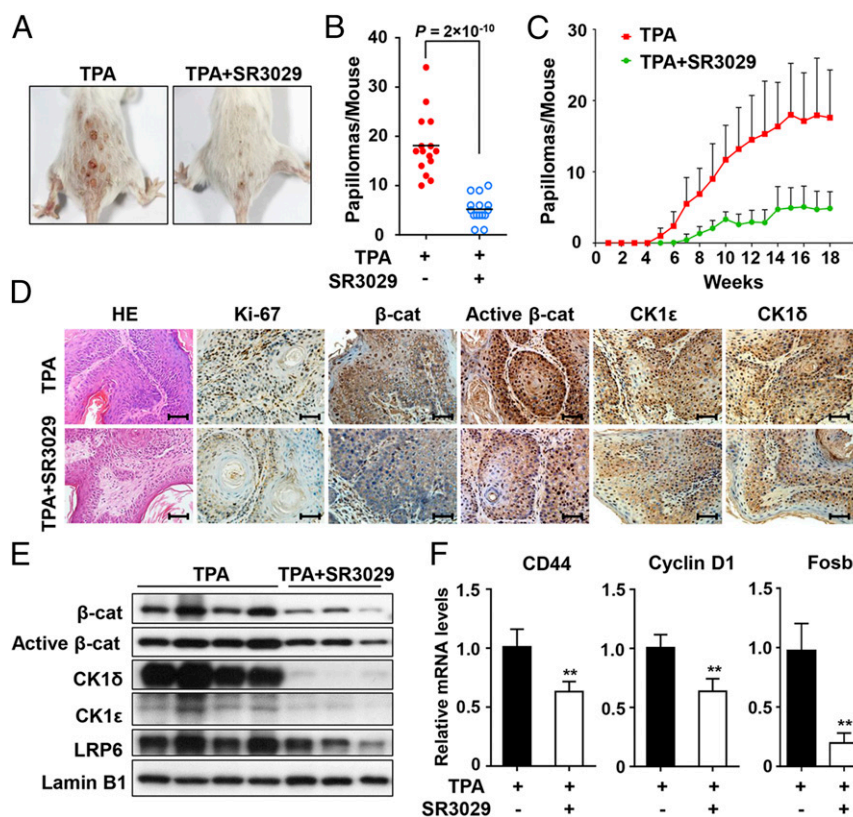 A
TPA
TPA+SR3029
B
P = 2×10-10
Papillomas/Mouse
40
30
20
10
0
TPA + +
SR3029 - +
C
TPA
TPA+SR3029
Papillomas/Mouse
30
20
10
0
0 2 4 6 8 10 12 14 16 18
Weeks
D
HE Ki-67 β-cat Active β-cat CK1ε CK1δ
TPA
TPA+SR3029
E
TPA TPA+SR3029
β-cat
Active β-cat
CK1δ
CK1ε
LRP6
Lamin B1
F
CD44 Cyclin D1 Fosb
Relative mRNA levels
1.5 1.5 1.5
1.0 1.0 1.0
0.5 0.5 0.5
0.0 0.0 0.0
** ** **
TPA + + + + + +
SR3029 - + - + - +